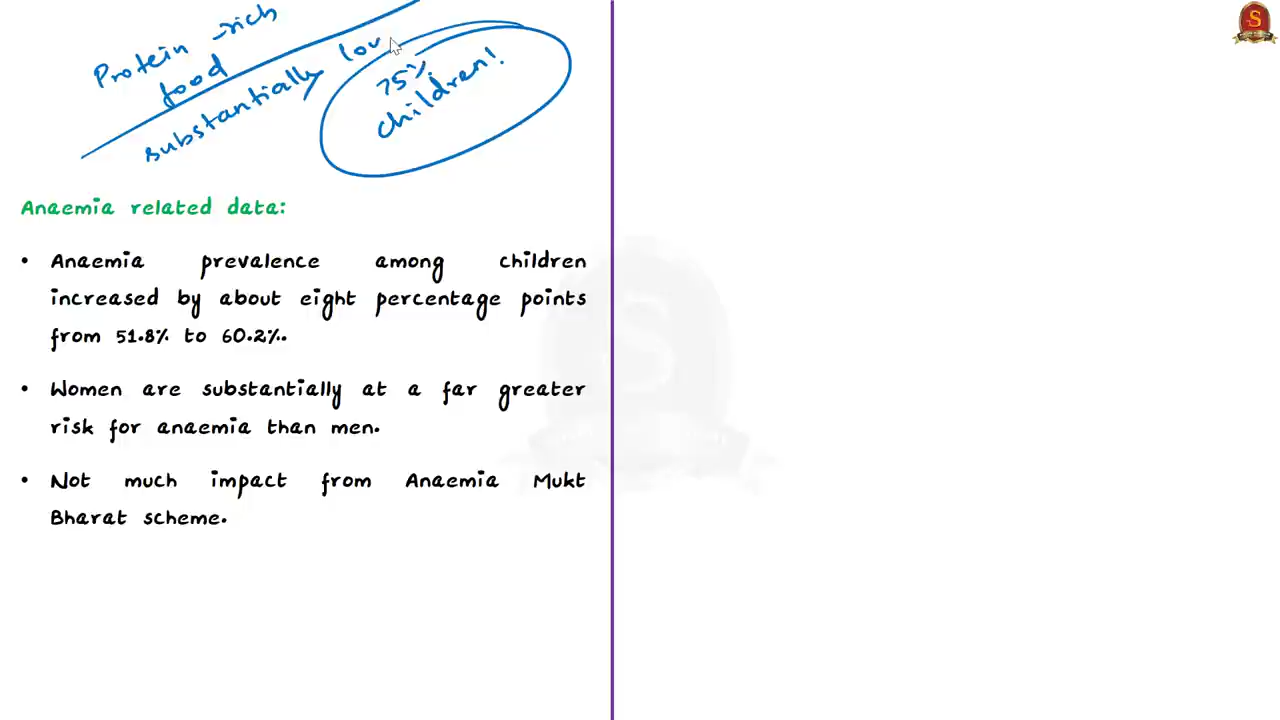 Protein-rich
food
substantially low
75%
children!
Anaemia related data:
• Anaemia prevalence among children
increased by about eight percentage points
from 51.8% to 60.2%.
• Women are substantially at a far greater
risk for anaemia than men.
• Not much impact from Anaemia Mukt
Bharat scheme.
S